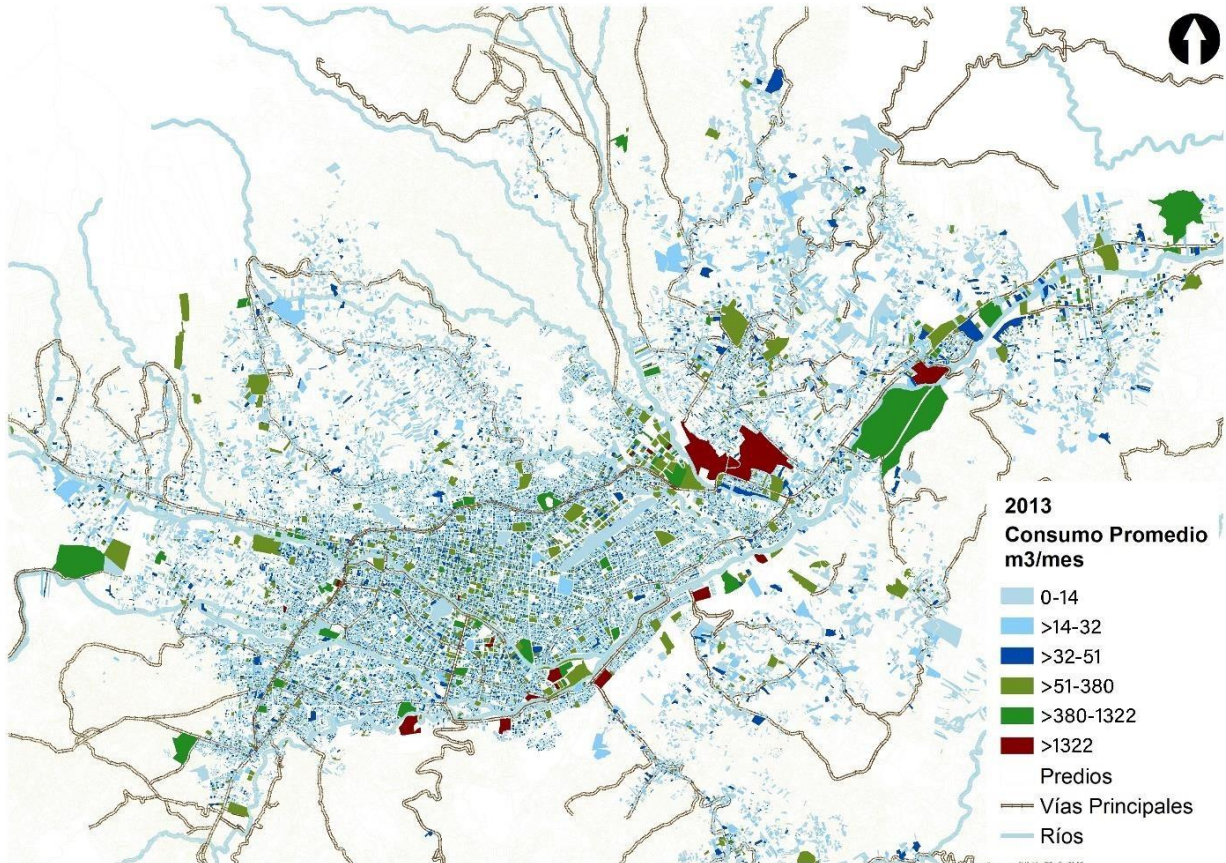 2013
Consumo Promedio
m3/mes
0-14
>14-32
>32-51
>51-380
>380-1322
>1322
Predios
Vías Principales
Ríos